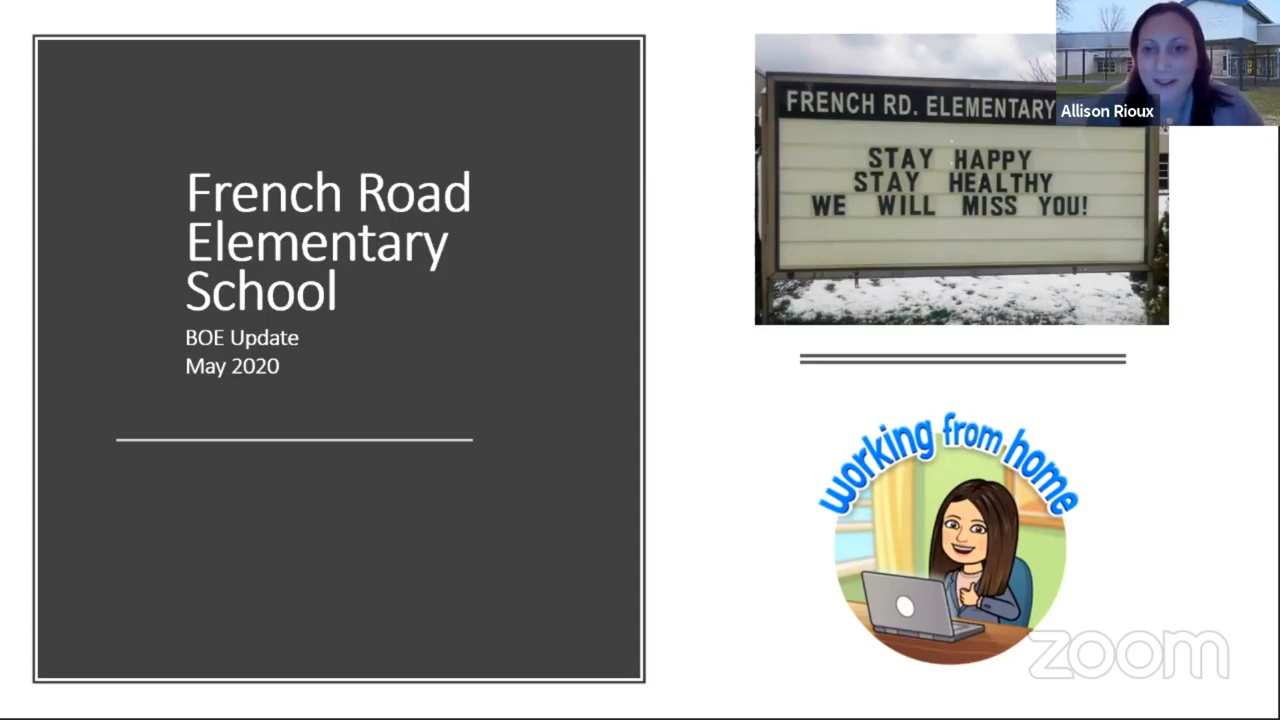 French Road
Elementary
School
BOE Update
May 2020
FRENCH RD. ELEMENTARY
STAY HAPPY
STAY HEALTHY
WE WILL MISS YOU!
Allison Rioux
working from home
zoom